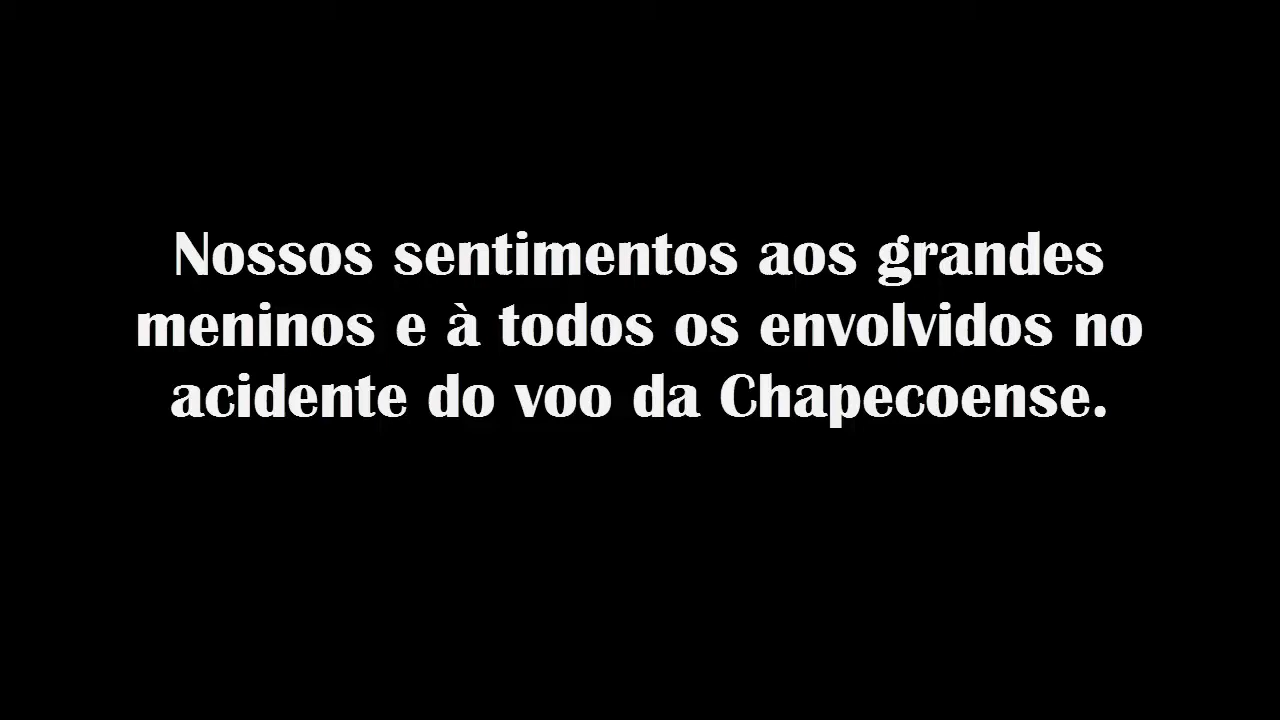 Nossos sentimentos aos grandes
meninos e à todos os envolvidos no
acidente do voo da Chapecoense.